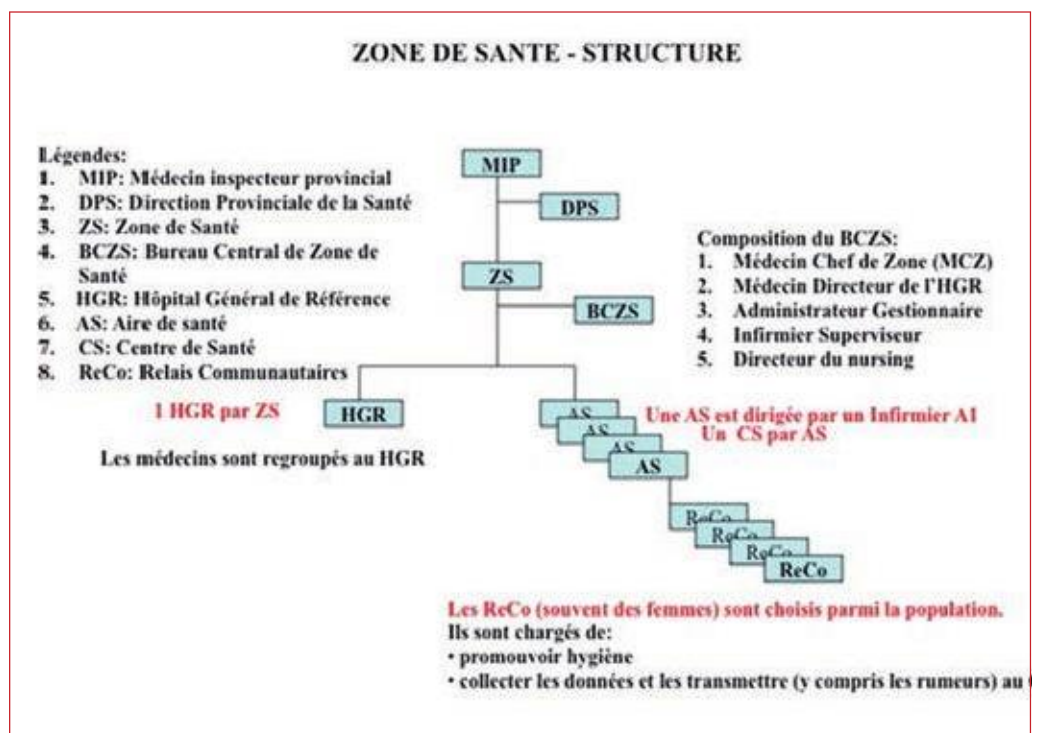 ZONE DE SANTE - STRUCTURE
Légendes:
1. MIP: Médecin inspecteur provincial
2. DPS: Direction Provinciale de la Santé
3. ZS: Zone de Santé
4. BCZS: Bureau Central de Zone de
Santé
5. HGR: Hôpital Général de Référence
6. AS: Aire de santé
7. CS: Centre de Santé
8. ReCo: Relais Communautaires
MIP
DPS
ZS
BCZS
Composition du BCZS:
1. Médecin Chef de Zone (MCZ)
2. Médecin Directeur de l'HGR
3. Administrateur Gestionnaire
4. Infirmier Superviseur
5. Directeur du nursing
1 HGR par ZS
HGR
Les médecins sont regroupés au HGR
AS
AS
AS
AS
Une AS est dirigée par un Infirmier A1
Un CS par AS
ReCo
ReCo
ReCo
ReCo
Les ReCo (souvent des femmes) sont choisis parmi la population.
Ils sont chargés de:
• promouvoir hygiène
• collecter les données et les transmettre (y compris les rumeurs) au